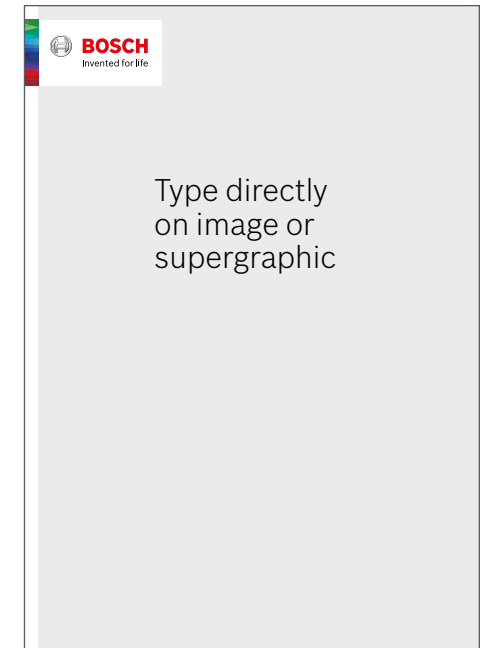 BOSCH
Invented for life
Type directly
on image or
supergraphic